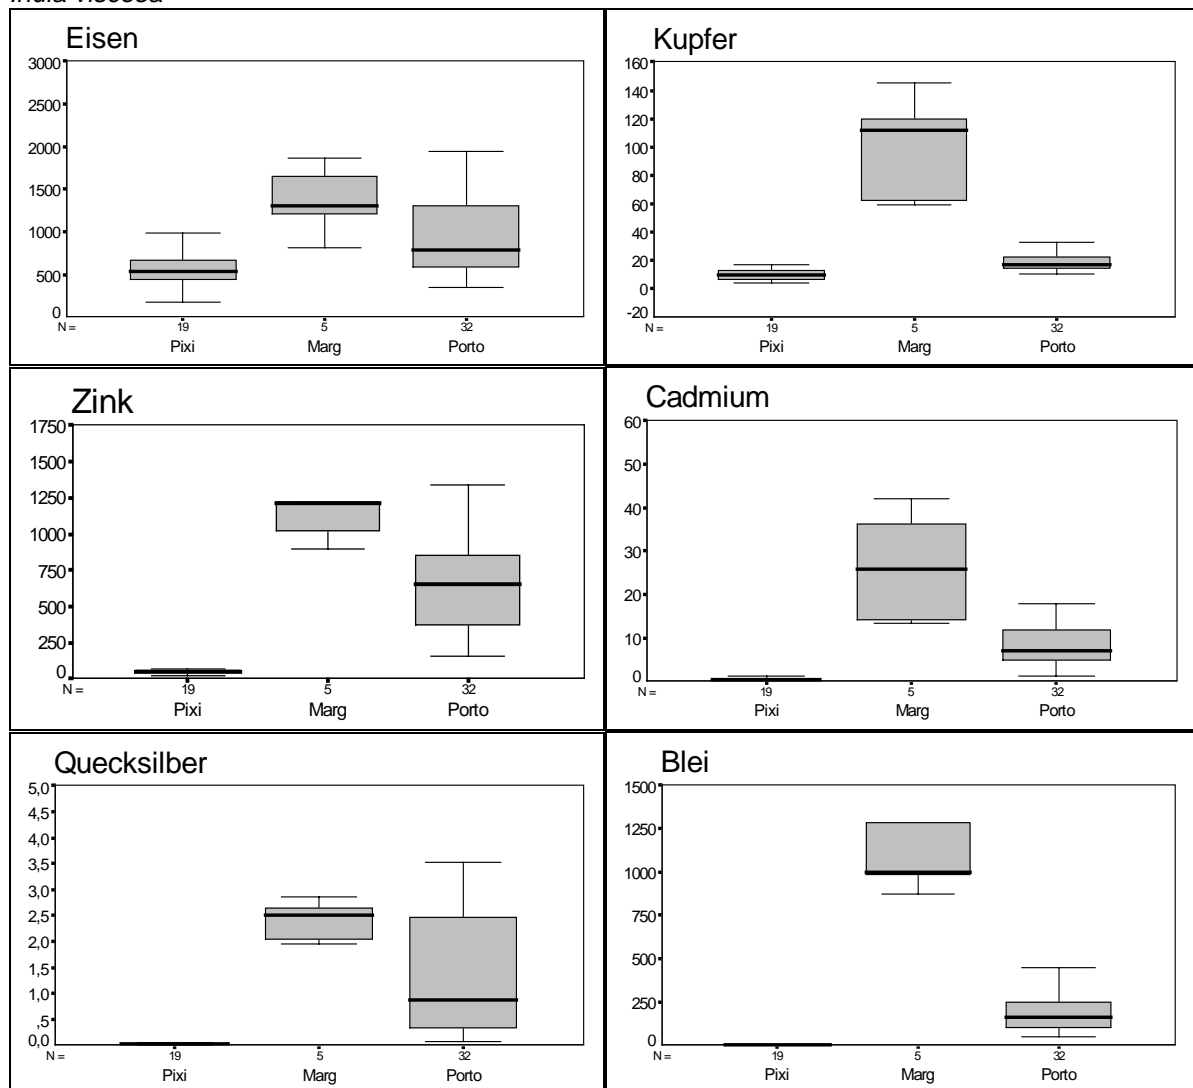 Inula viscosa
Eisen
3000
2500
2000
1500
1000
500
0
N = 19 5 32
Pixi Marg Porto
Kupfer
160
140
120
100
80
60
40
20
0
-20
N = 19 5 32
Pixi Marg Porto
Zink
1750
1500
1250
1000
750
500
250
0
N = 19 5 32
Pixi Marg Porto
Cadmium
60
50
40
30
20
10
0
N = 19 5 32
Pixi Marg Porto
Quecksilber
5,0
4,5
4,0
3,5
3,0
2,5
2,0
1,5
1,0
,5
0,0
N = 19 5 32
Pixi Marg Porto
Blei
1500
1250
1000
750
500
250
0
N = 19 5 32
Pixi Marg Porto